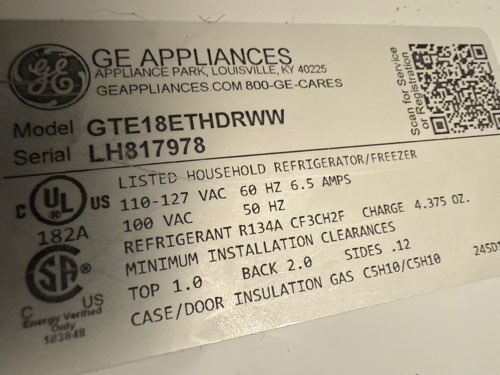 GE
GE APPLIANCES
APPLIANCE PARK, LOUISVILLE, KY 40225
GEAPPLIANCES.COM 800-GE-CARES
Scan for Service
or Registration
Model GTE18ETHDRWW
Serial LH817978
C UL US
182A
LISTED HOUSEHOLD REFRIGERATOR/FREEZER
110-127 VAC 60 HZ 6.5 AMPS
100 VAC 50 HZ
REFRIGERANT R134A CF3CH2F CHARGE 4.375 OZ.
MINIMUM INSTALLATION CLEARANCES
TOP 1.0 BACK 2.0 SIDES .12
CASE/DOOR INSULATION GAS C5H10/C5H10
SA
C US
Energy Verified
Only
183848